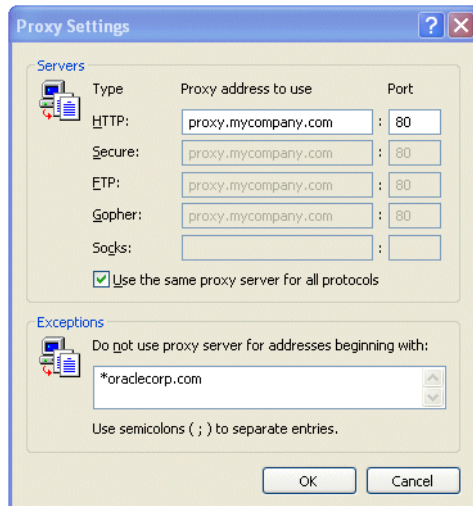 Proxy Settings
Servers
Type Proxy address to use Port
HTTP: proxy.mycompany.com : 80
Secure: proxy.mycompany.com : 80
FTP: proxy.mycompany.com : 80
Gopher: proxy.mycompany.com : 80
Socks: :
Use the same proxy server for all protocols
Exceptions
Do not use proxy server for addresses beginning with:
*oraclecorp.com
Use semicolons ( ; ) to separate entries.
OK Cancel